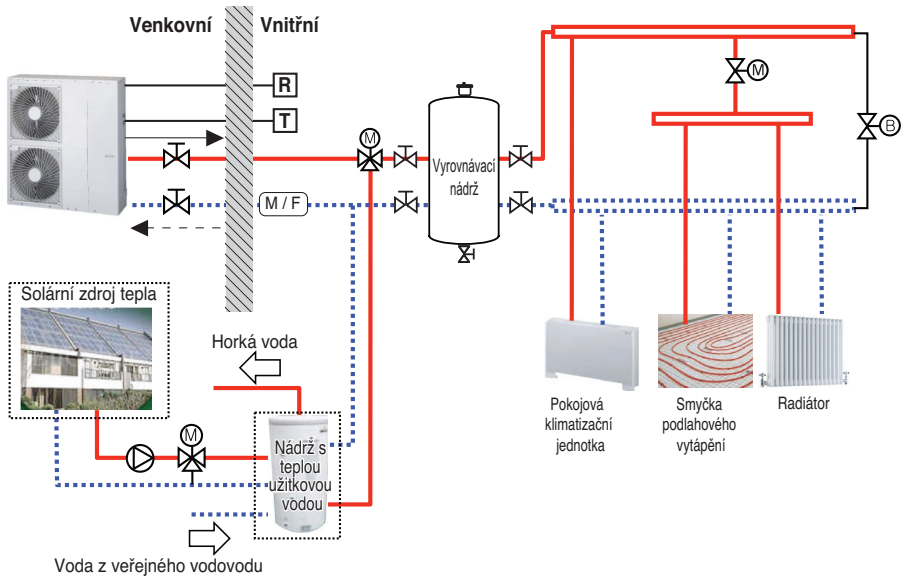 Venkovní
Vnitřní
R
T
M
M / F
Vyrovnávací
nádrž
M
B
Solární zdroj tepla
Horká voda
M
Nádrž s
teplou
užitkovou
vodou
Voda z veřejného vodovodu
Pokojová
klimatizační
jednotka
Smyčka
podlahového
vytápění
Radiátor